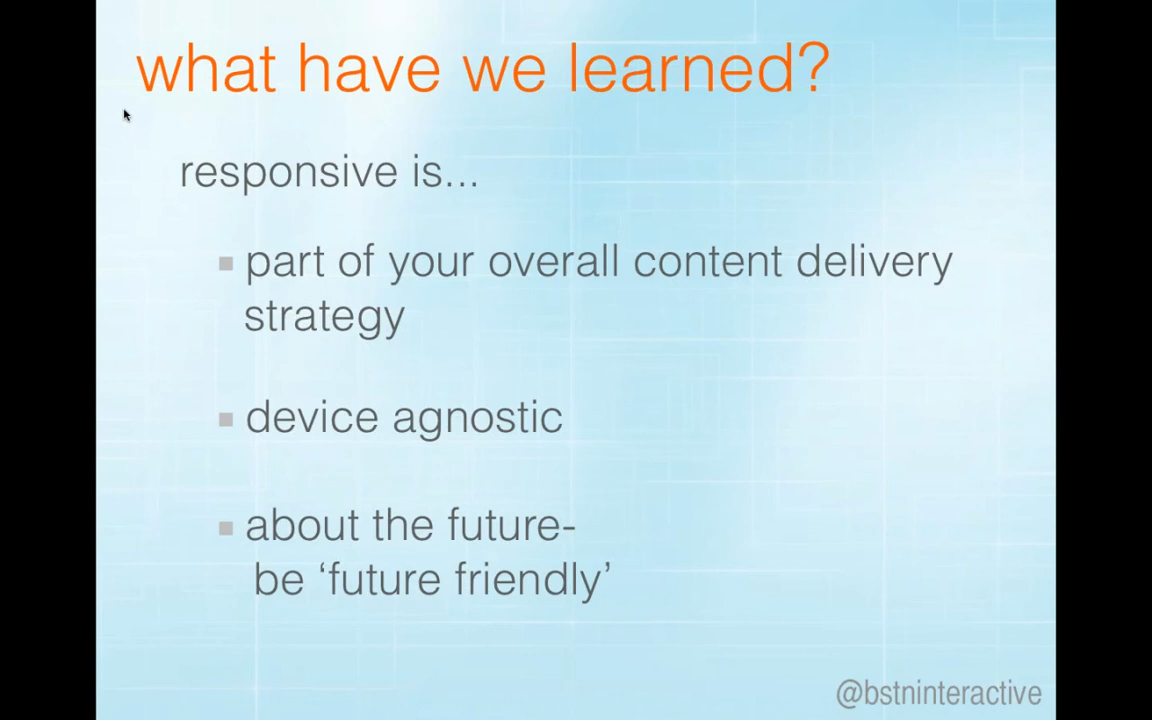 what have we learned?
responsive is...
part of your overall content delivery
strategy
device agnostic
about the future-
be ‘future friendly’
@bstninteractive